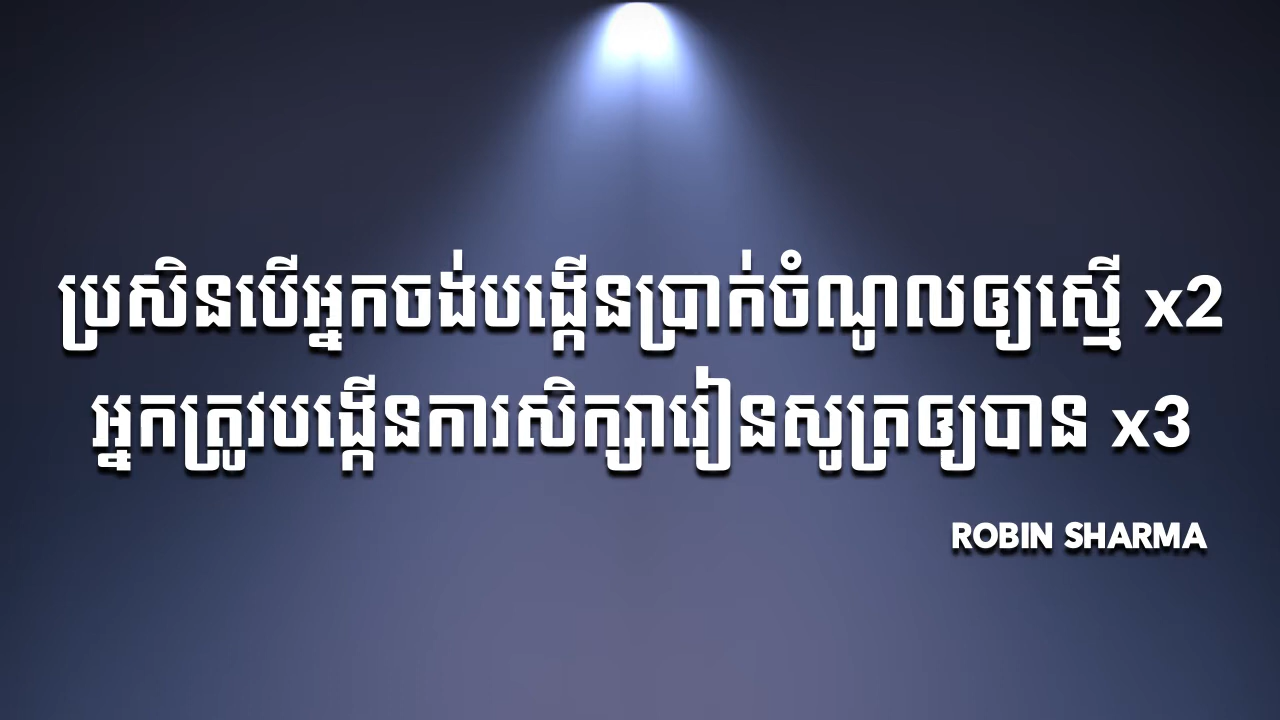 ប្រសិនបើអ្នកចង់បង្កើនប្រាក់ចំណូលឲ្យស្មើ x2
អ្នកត្រូវបង្កើនការសិក្សារៀនសូត្រឲ្យបាន x3
ROBIN SHARMA